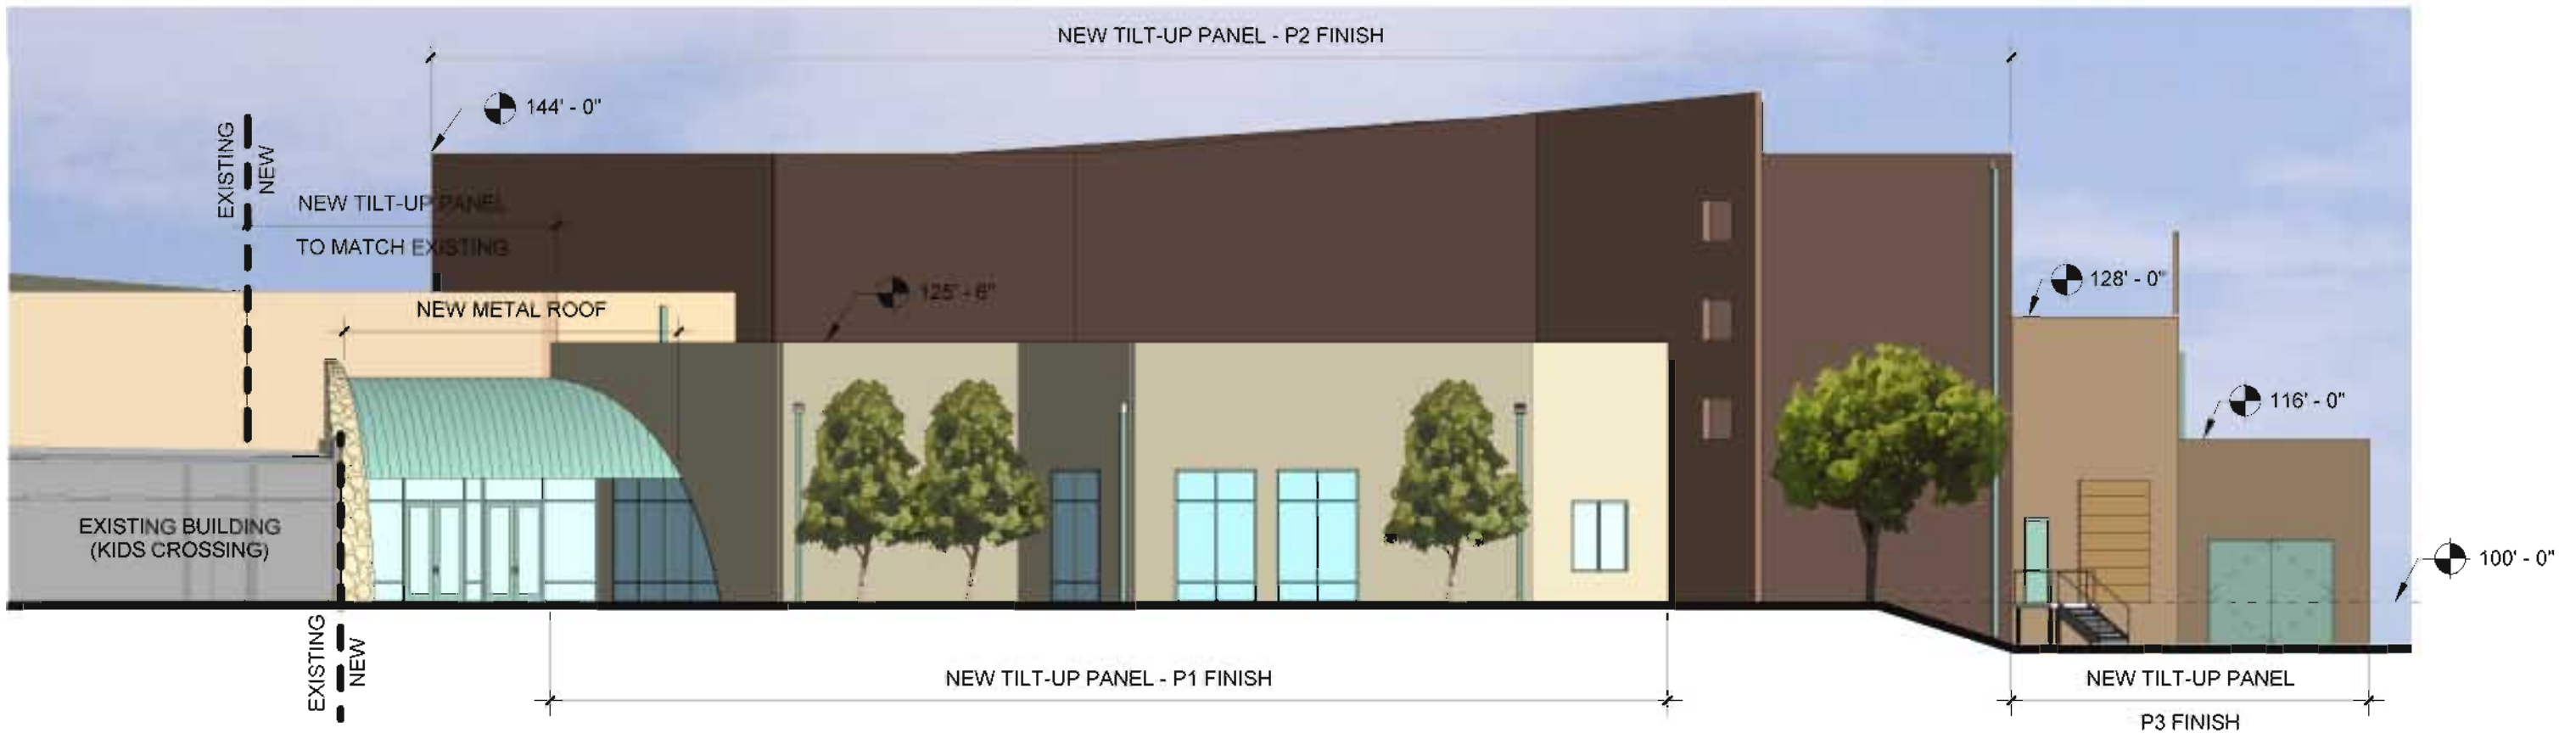 NEW TILT-UP PANEL - P2 FINISH
144' - 0"
EXISTING
NEW
NEW TILT-UP PANEL
TO MATCH EXISTING
128' - 0"
125' - 6"
NEW METAL ROOF
116' - 0"
EXISTING BUILDING
(KIDS CROSSING)
100' - 0"
EXISTING
NEW
NEW TILT-UP PANEL - P1 FINISH
NEW TILT-UP PANEL
P3 FINISH